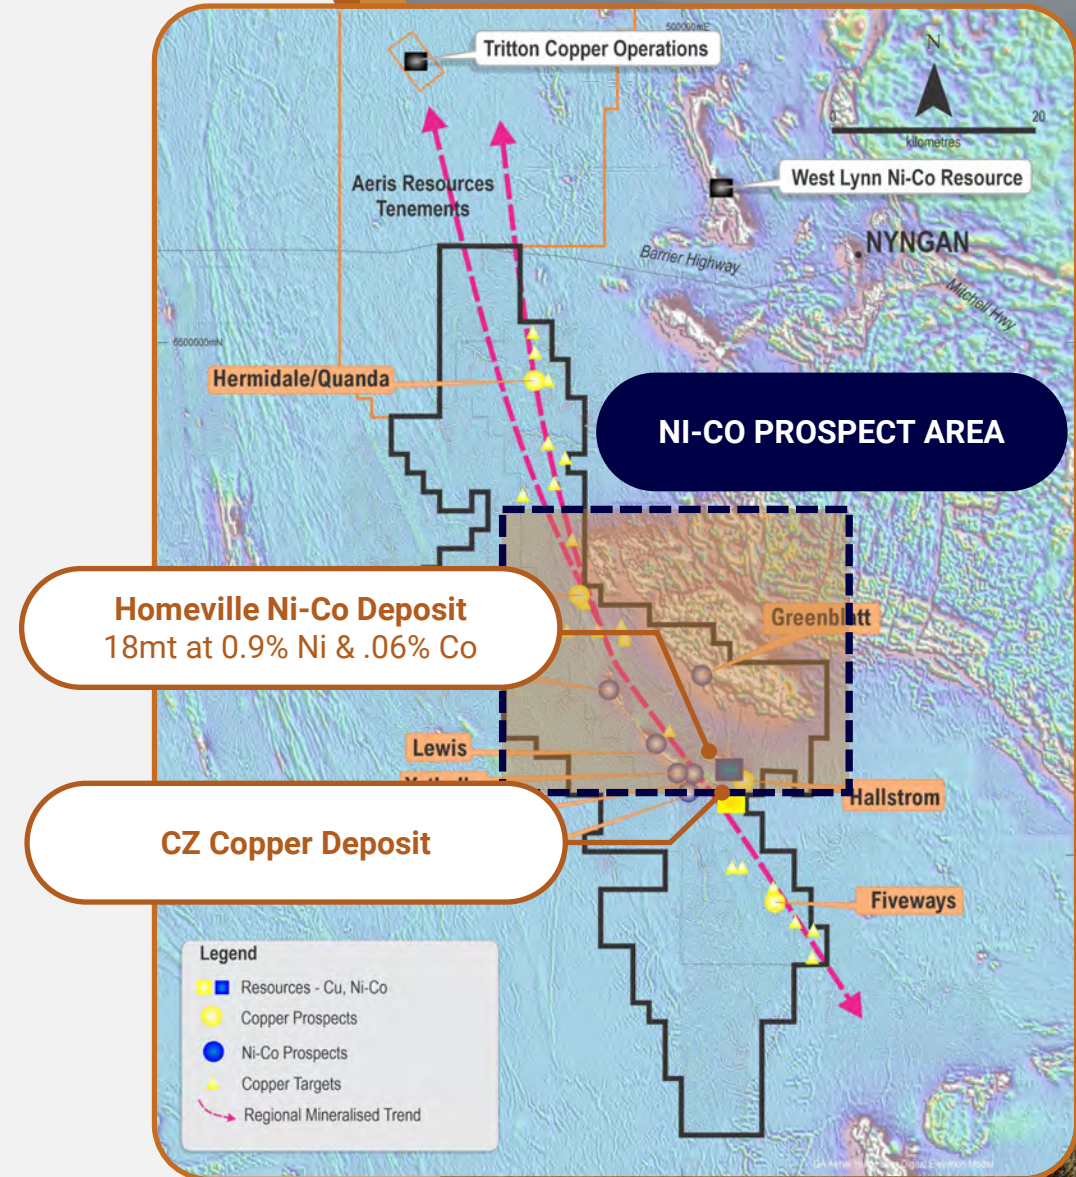 500000mE
Tritton Copper Operations
N
0
20
kilometres
West Lynn Ni-Co Resource
Aeris Resources
Tenements
NYNGAN
Barrier Highway
Mitchell Hwy
6500000mN
Hermidale/Quanda
NI-CO PROSPECT AREA
Homeville Ni-Co Deposit
18mt at 0.9% Ni & .06% Co
Greenblatt
Lewis
Hallstrom
CZ Copper Deposit
Fiveways
Legend
Resources - Cu, Ni-Co
Copper Prospects
Ni-Co Prospects
Copper Targets
Regional Mineralised Trend
Elevation Model